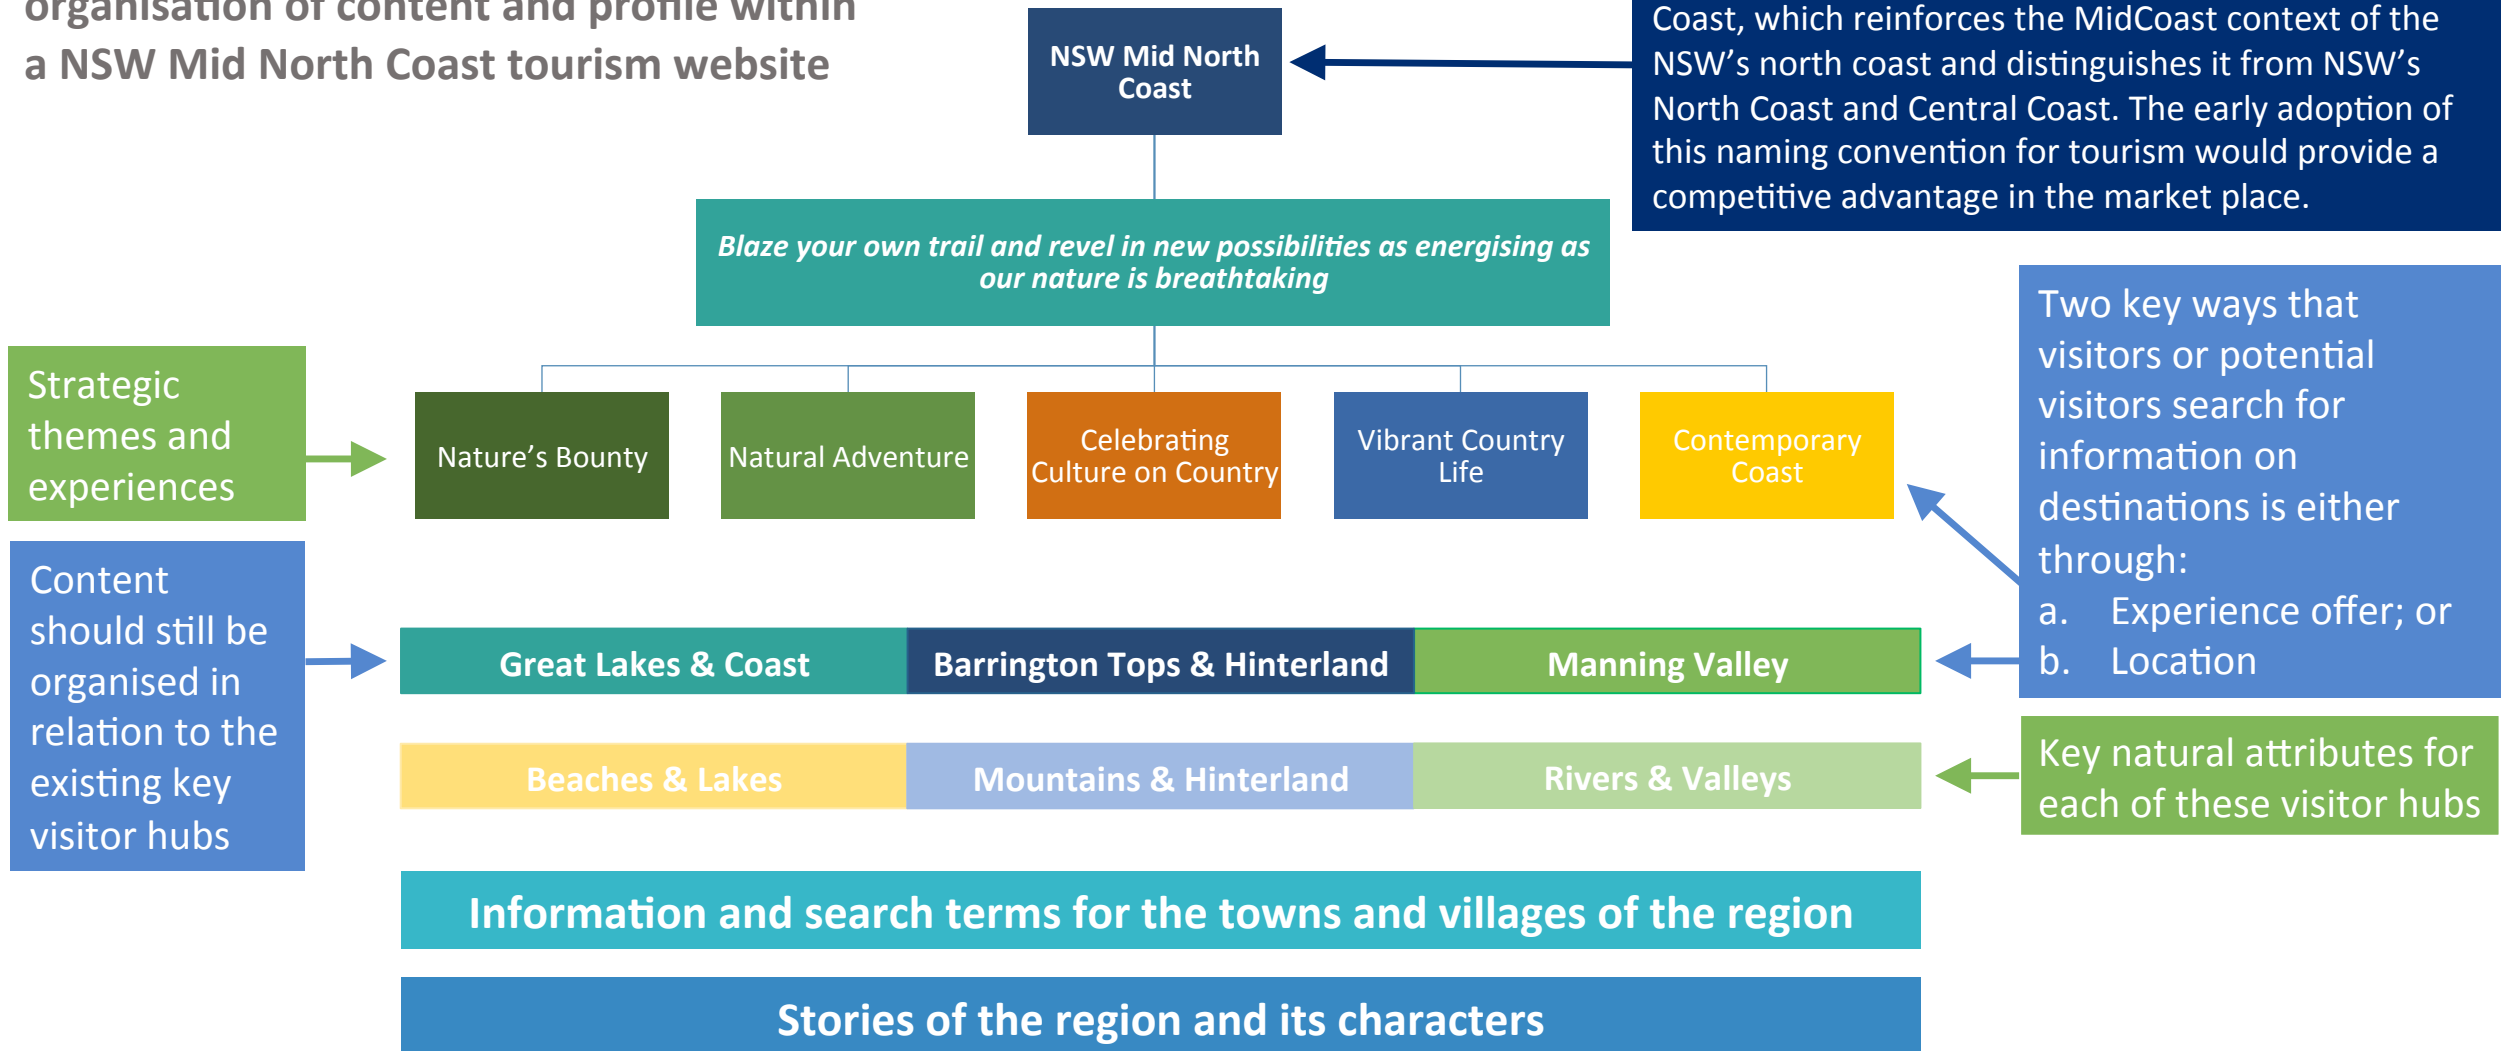 organisation of content and profile within
a NSW Mid North Coast tourism website
NSW Mid North
Coast
Coast, which reinforces the MidCoast context of the
NSW’s north coast and distinguishes it from NSW’s
North Coast and Central Coast. The early adoption of
this naming convention for tourism would provide a
competitive advantage in the market place.
Blaze your own trail and revel in new possibilities as energising as
our nature is breathtaking
Strategic
themes and
experiences
Nature’s Bounty
Natural Adventure
Celebrating
Culture on Country
Vibrant Country
Life
Contemporary
Coast
Two key ways that
visitors or potential
visitors search for
information on
destinations is either
through:
a. Experience offer; or
b. Location
Content
should still be
organised in
relation to the
existing key
visitor hubs
Great Lakes & Coast
Barrington Tops & Hinterland
Manning Valley
Beaches & Lakes
Mountains & Hinterland
Rivers & Valleys
Key natural attributes for
each of these visitor hubs
Information and search terms for the towns and villages of the region
Stories of the region and its characters